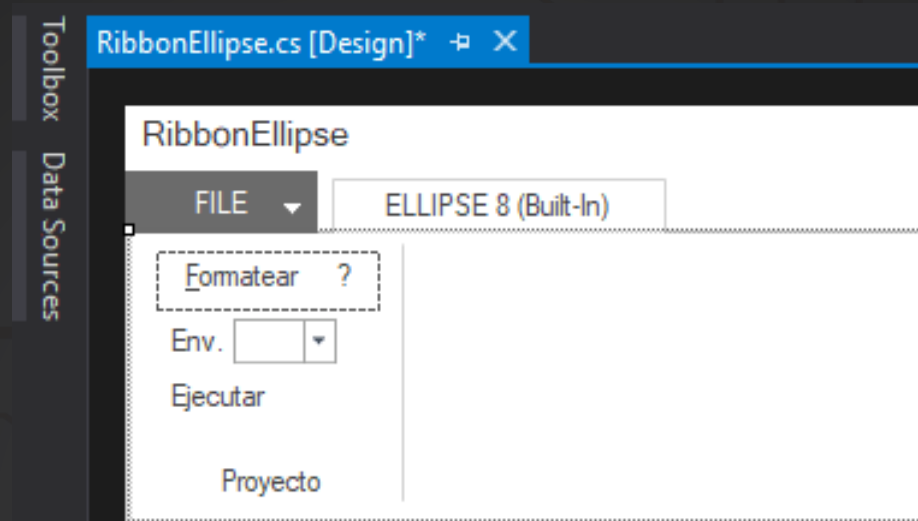 Toolbox
Data Sources
RibbonEllipse.cs [Design]*
RibbonEllipse
FILE
ELLIPSE 8 (Built-In)
Formatear ?
Env.
Ejecutar
Proyecto